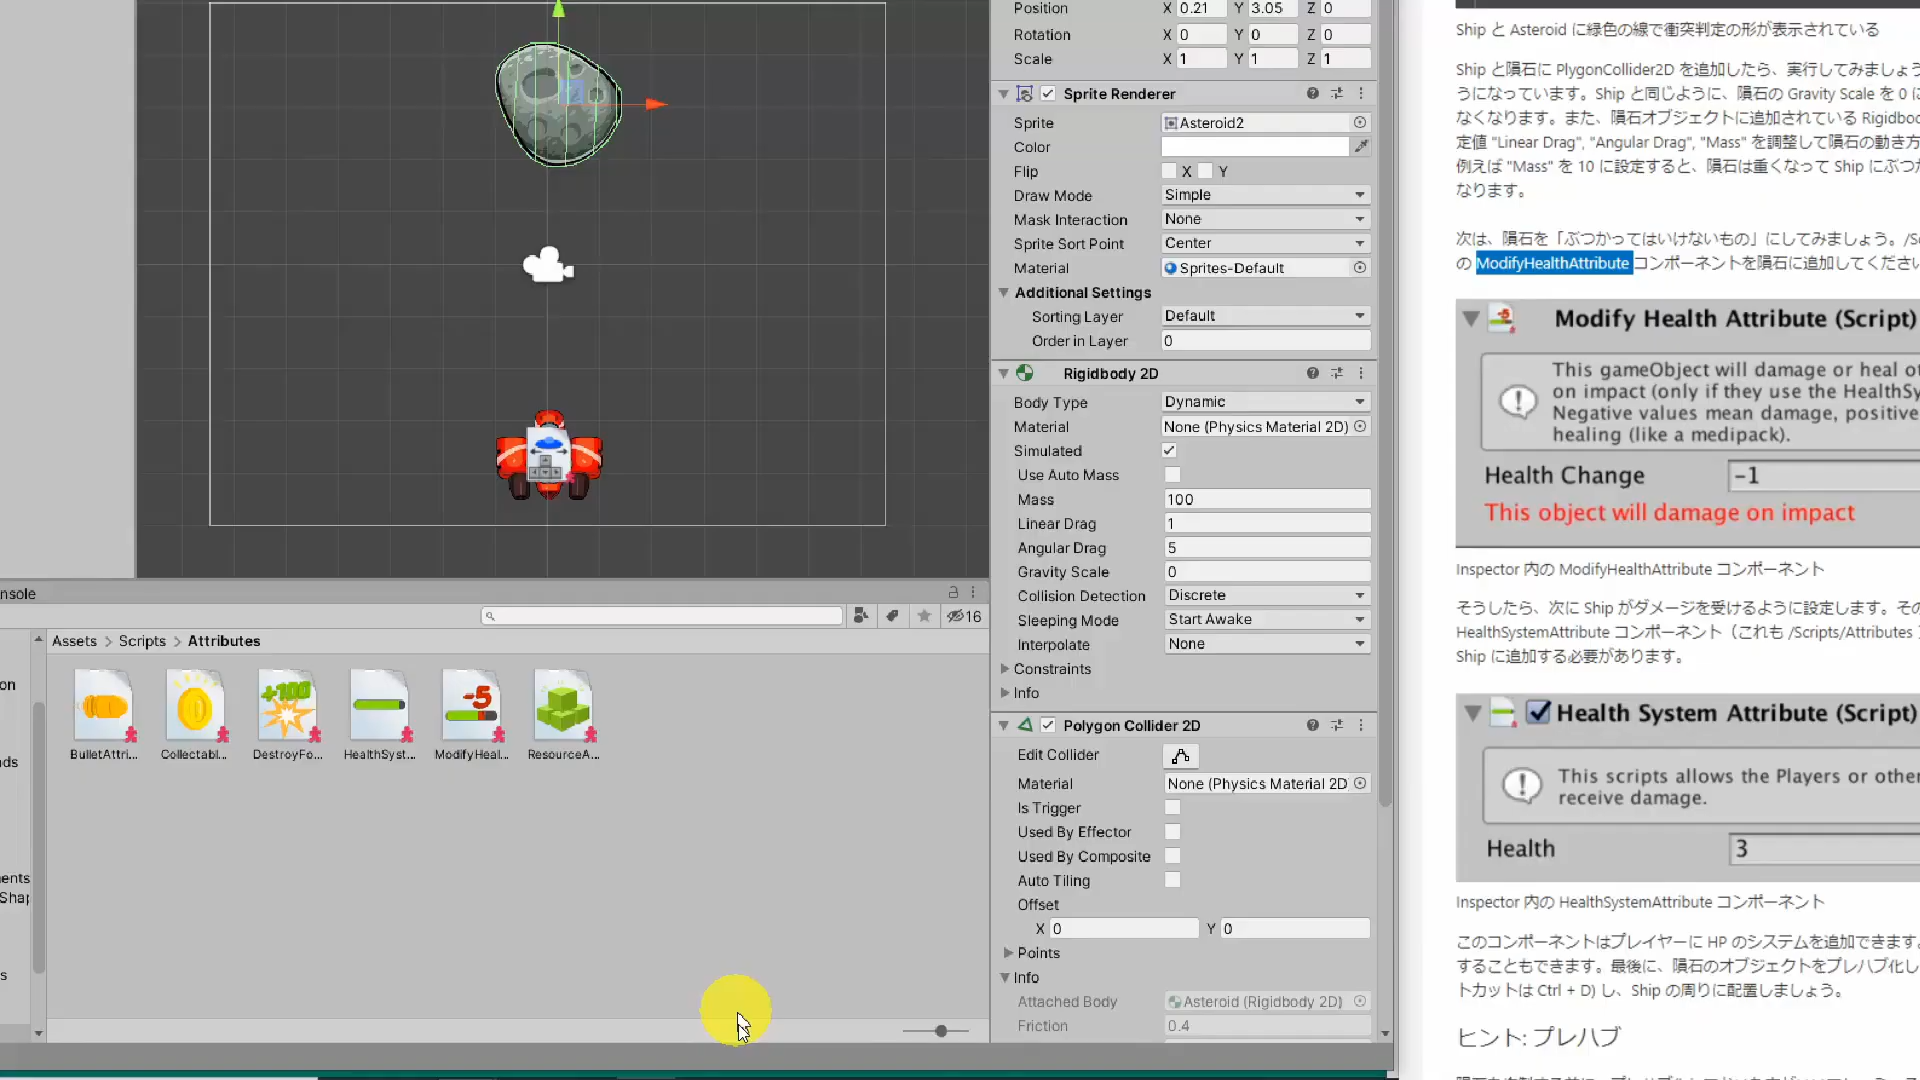 Position X 0.21 Y 3.05 Z 0
Rotation X 0 Y 0 Z 0
Scale X 1 Y 1 Z 1
Sprite Renderer
Sprite Asteroid2
Color
Flip X Y
Draw Mode Simple
Mask Interaction None
Sprite Sort Point Center
Material Sprites-Default
Additional Settings
Sorting Layer Default
Order in Layer 0
Rigidbody 2D
Body Type Dynamic
Material None (Physics Material 2D)
Simulated
Use Auto Mass
Mass 100
Linear Drag 1
Angular Drag 5
Gravity Scale 0
Collision Detection Discrete
Sleeping Mode Start Awake
Interpolate None
Constraints
Info
Polygon Collider 2D
Edit Collider
Material None (Physics Material 2D
Is Trigger
Used By Effector
Used By Composite
Auto Tiling
Offset
X 0 Y 0
Points
Info
Attached Body Asteroid (Rigidbody 2D)
Friction 0.4
nsole
16
Assets > Scripts > Attributes
+100
-5
BulletAttri... Collectabl... DestroyFo... HealthSyst... ModifyHeal... ResourceA...
on
ds
ents
Shap
s
Ship と Asteroid に緑色の線で衝突判定の形が表示されている
Ship と隕石に PlygonCollider2D を追加したら、実行してみましょう
うになっています。Ship と同じように、隕石の Gravity Scale を 0 に
なくなります。また、隕石オブジェクトに追加されている Rigidboc
定値 "Linear Drag", "Angular Drag", "Mass" を調整して隕石の動き方
例えば "Mass" を 10 に設定すると、隕石は重くなって Ship にぶつか
なります。
次は、隕石を「ぶつかってはいけないもの」にしてみましょう。/Sc
の ModifyHealthAttribute コンポーネントを隕石に追加してください
Modify Health Attribute (Script)
This gameObject will damage or heal ot
on impact (only if they use the HealthSy
Negative values mean damage, positive
healing (like a medipack).
Health Change -1
This object will damage on impact
Inspector 内の ModifyHealthAttribute コンポーネント
そうしたら、次に Ship がダメージを受けるように設定します。その
HealthSystemAttribute コンポーネント（これも /Scripts/Attributes
Ship に追加する必要があります。
Health System Attribute (Script)
This scripts allows the Players or other
receive damage.
Health 3
Inspector 内の HealthSystemAttribute コンポーネント
このコンポーネントはプレイヤーに HP のシステムを追加できます。
することもできます。最後に、隕石のオブジェクトをプレハブ化し
トカットは Ctrl + D) し、Ship の周りに配置しましょう。
ヒント: プレハブ